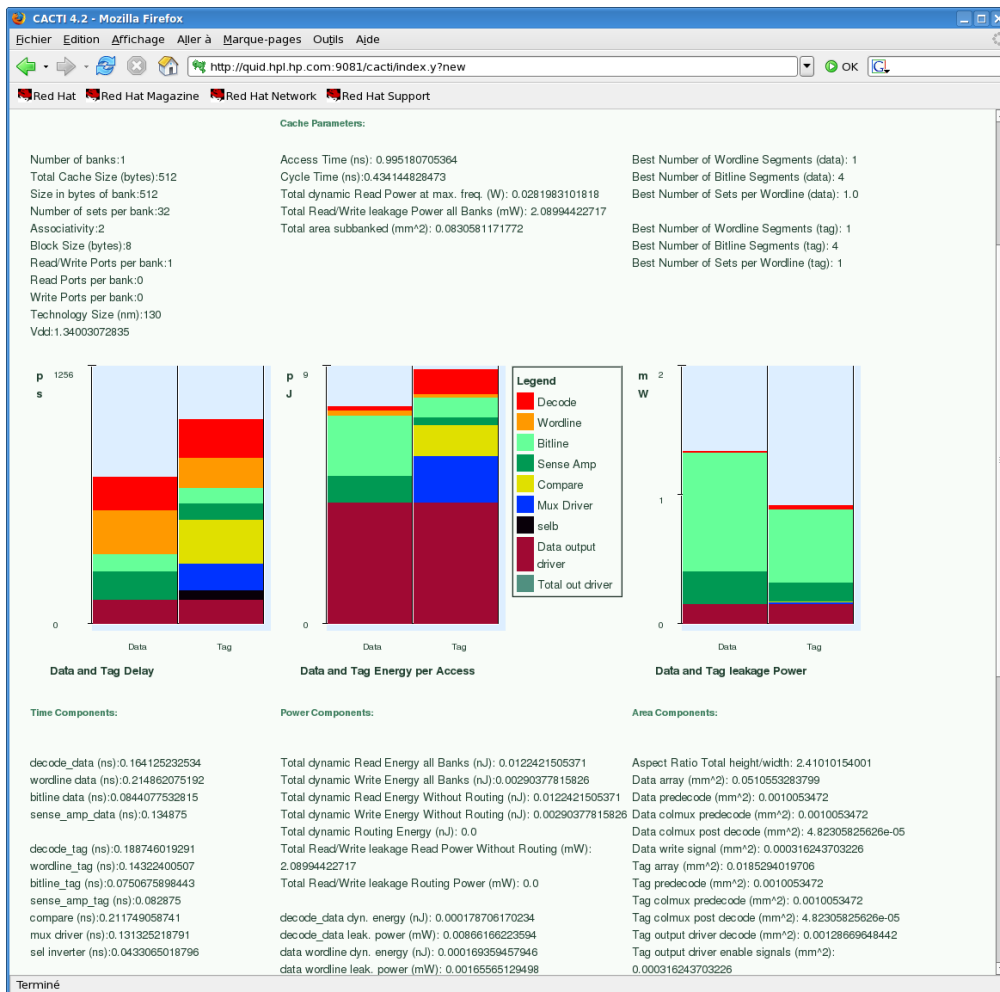 CACTI 4.2 - Mozilla Firefox
Fichier Edition Affichage Aller à Marque-pages Outils Aide
http://quid.hpl.hp.com:9081/cacti/index.y?new OK G
Red Hat Red Hat Magazine Red Hat Network Red Hat Support
Cache Parameters:
Number of banks:1
Total Cache Size (bytes):512
Size in bytes of bank:512
Number of sets per bank:32
Associativity:2
Block Size (bytes):8
Read/Write Ports per bank:1
Read Ports per bank:0
Write Ports per bank:0
Technology Size (nm):130
Vdd:1.34003072835
Access Time (ns): 0.995180705364
Cycle Time (ns):0.434144828473
Total dynamic Read Power at max. freq. (W): 0.0281983101818
Total Read/Write leakage Power all Banks (mW): 2.08994422717
Total area subbanked (mm^2): 0.0830581171772
Best Number of Wordline Segments (data): 1
Best Number of Bitline Segments (data): 4
Best Number of Sets per Wordline (data): 1.0
Best Number of Wordline Segments (tag): 1
Best Number of Bitline Segments (tag): 4
Best Number of Sets per Wordline (tag): 1
p 1256
s
0
Data Tag
Data and Tag Delay
p 9
J
0
Data Tag
Data and Tag Energy per Access
Legend
Decode
Wordline
Bitline
Sense Amp
Compare
Mux Driver
selb
Data output
driver
Total out driver
m 2
W
1
0
Data Tag
Data and Tag leakage Power
Time Components:
decode_data (ns):0.164125232534
wordline data (ns):0.214862075192
bitline data (ns):0.0844077532815
sense_amp_data (ns):0.134875
decode_tag (ns):0.188746019291
wordline_tag (ns):0.14322400507
bitline_tag (ns):0.0750675898443
sense_amp_tag (ns):0.082875
compare (ns):0.211749058741
mux driver (ns):0.131325218791
sel inverter (ns):0.0433065018796
Power Components:
Total dynamic Read Energy all Banks (nJ): 0.0122421505371
Total dynamic Write Energy all Banks (nJ):0.00290377815826
Total dynamic Read Energy Without Routing (nJ): 0.0122421505371
Total dynamic Write Energy Without Routing (nJ): 0.00290377815826
Total dynamic Routing Energy (nJ): 0.0
Total Read/Write leakage Read Power Without Routing (mW):
2.08994422717
Total Read/Write leakage Routing Power (mW): 0.0
decode_data dyn. energy (nJ): 0.000178706170234
decode_data leak. power (mW): 0.00866166223594
data wordline dyn. energy (nJ): 0.000169359457946
data wordline leak. power (mW): 0.00165565129498
Area Components:
Aspect Ratio Total height/width: 2.41010154001
Data array (mm^2): 0.0510553283799
Data predecode (mm^2): 0.0010053472
Data colmux predecode (mm^2): 0.0010053472
Data colmux post decode (mm^2): 4.82305825626e-05
Data write signal (mm^2): 0.000316243703226
Tag array (mm^2): 0.0185294019706
Tag predecode (mm^2): 0.0010053472
Tag colmux predecode (mm^2): 0.0010053472
Tag colmux post decode (mm^2): 4.82305825626e-05
Tag output driver decode (mm^2): 0.00128669648442
Tag output driver enable signals (mm^2):
0.000316243703226
Terminé